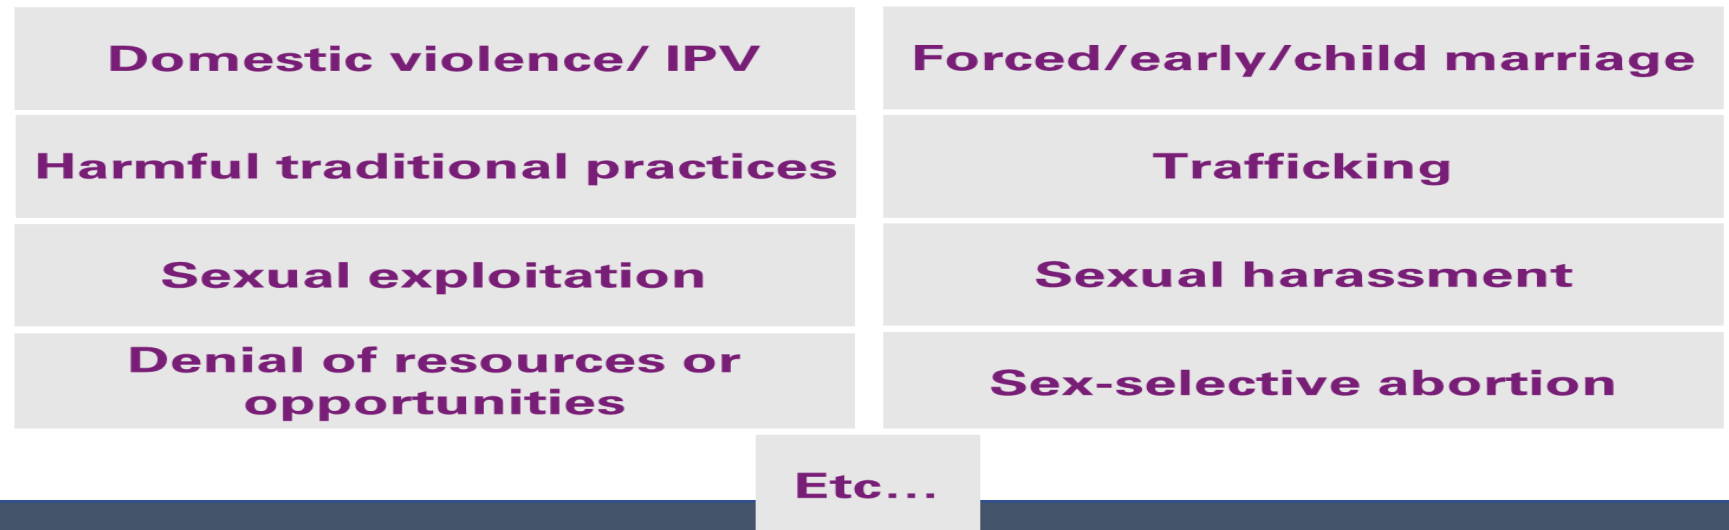 Domestic violence/ IPV
Forced/early/child marriage
Harmful traditional practices
Trafficking
Sexual exploitation
Sexual harassment
Denial of resources or
opportunities
Sex-selective abortion
Etc...